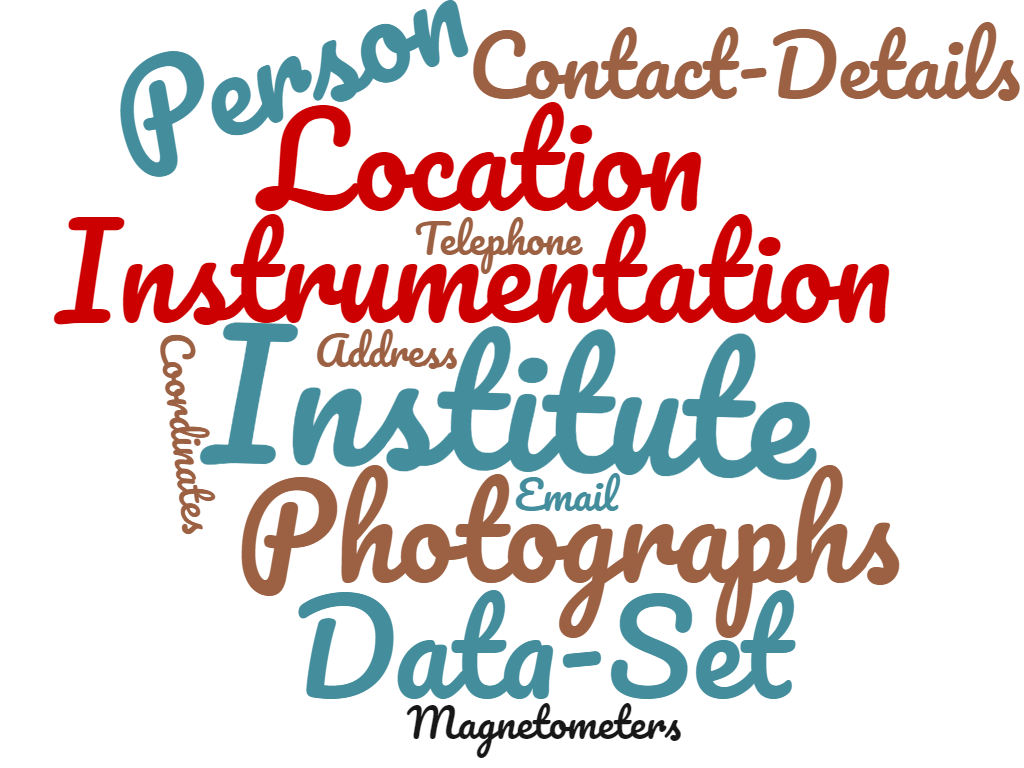 Person
Contact-Details
Location
Telephone
Instrumentation
Address
Coordinates
Institute
Email
Photographs
Data-Set
Magnetometers